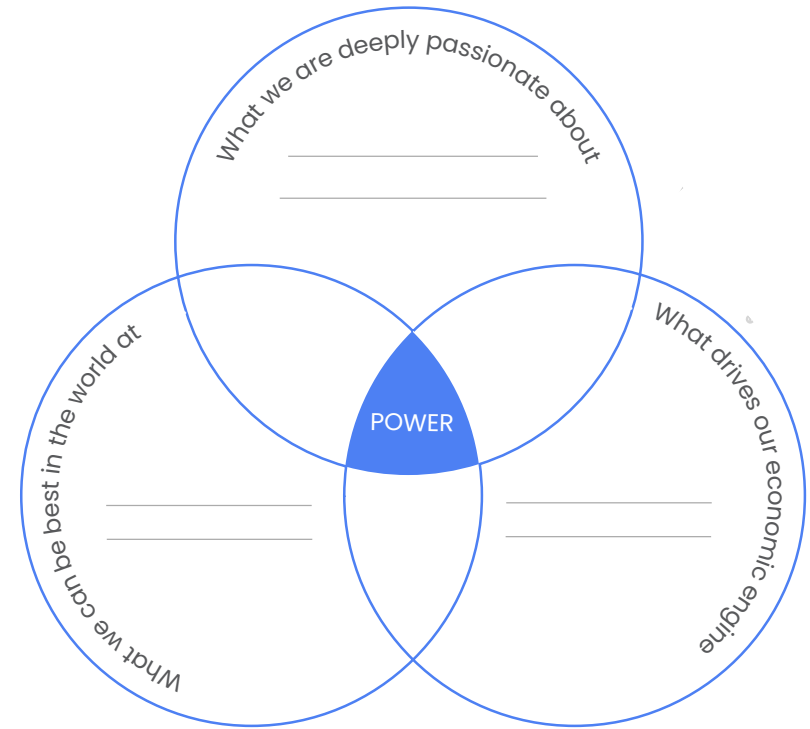 What we are deeply passionate about
What we can be best in the world at
What drives our economic engine
POWER